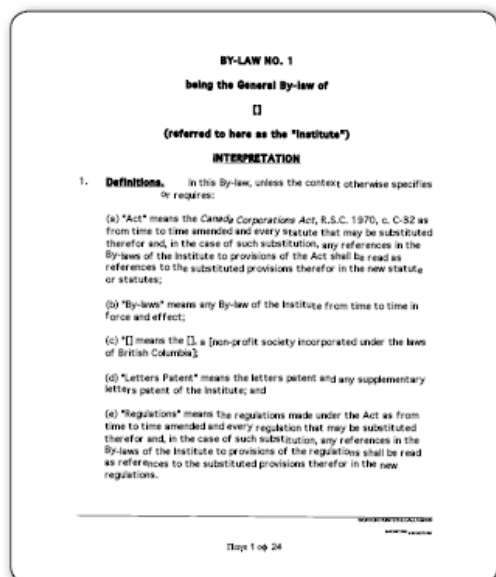 BY-LAW NO. 1
being the General By-law of
[]
(referred to here as the "Institute")
INTERPRETATION
1. Definitions. In this By-law, unless the context otherwise specifies
or requires:
(a) "Act" means the Canada Corporations Act, R.S.C. 1970, c. C-32 as
from time to time amended and every statute that may be substituted
therefor and, in the case of such substitution, any references in the
By-laws of the Institute to provisions of the Act shall be read as
references to the substituted provisions therefor in the new statute
or statutes;
(b) "By-laws" means any By-law of the Institute from time to time in
force and effect;
(c) "[] means the [], a [non-profit society incorporated under the laws
of British Columbia];
(d) "Letters Patent" means the letters patent and any supplementary
letters patent of the Institute; and
(e) "Regulations" means the regulations made under the Act as from
time to time amended and every regulation that may be substituted
therefor and, in the case of such substitution, any references in the
By-laws of the Institute to provisions of the regulations shall be read
as references to the substituted provisions therefor in the new
regulations.
1 οφ 24